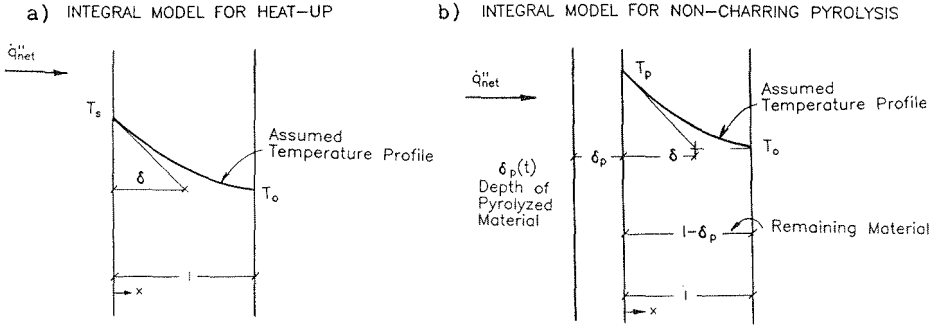 a) INTEGRAL MODEL FOR HEAT-UP
q̇"net
Ts
Assumed
Temperature Profile
δ
To
l
x
b) INTEGRAL MODEL FOR NON-CHARRING PYROLYSIS
q̇"net
Tp
Assumed
Temperature Profile
To
δp
δ
δp(t)
Depth of
Pyrolyzed
Material
l-δp
Remaining Material
l
x